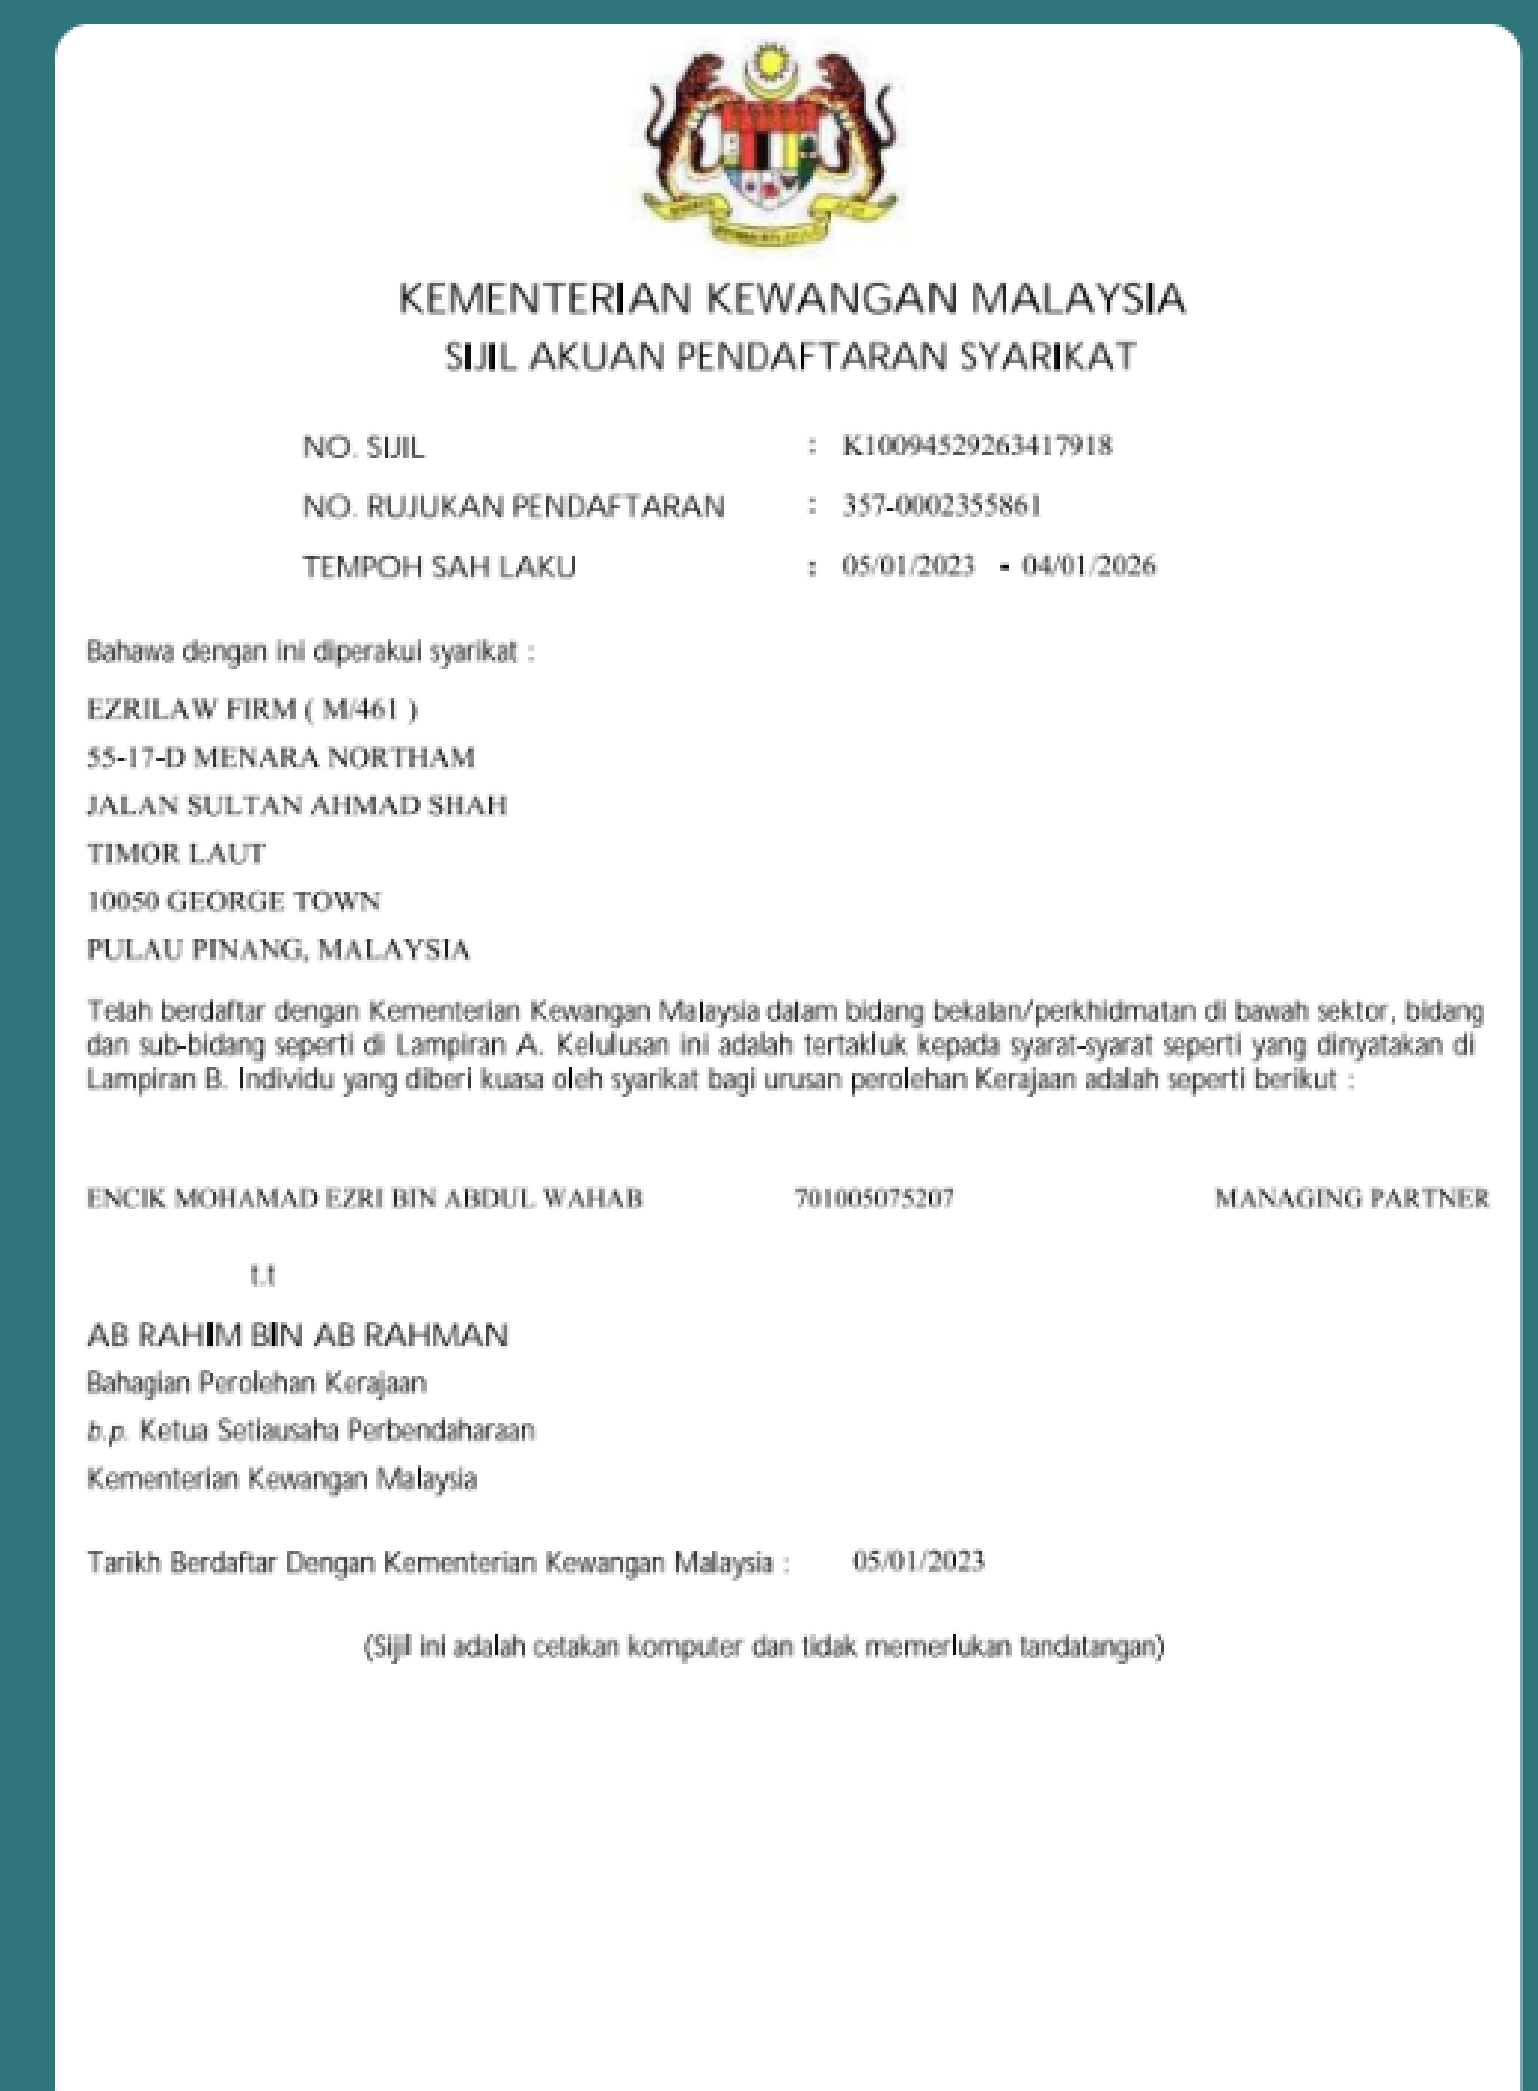 KEMENTERIAN KEWANGAN MALAYSIA
SIJIL AKUAN PENDAFTARAN SYARIKAT
NO. SIJIL : K10094529263417918
NO. RUJUKAN PENDAFTARAN : 357-0002355861
TEMPOH SAH LAKU : 05/01/2023 - 04/01/2026
Bahawa dengan ini diperakui syarikat :
EZRILAW FIRM ( M/461 )
55-17-D MENARA NORTHAM
JALAN SULTAN AHMAD SHAH
TIMOR LAUT
10050 GEORGE TOWN
PULAU PINANG, MALAYSIA
Telah berdaftar dengan Kementerian Kewangan Malaysia dalam bidang bekalan/perkhidmatan di bawah sektor, bidang
dan sub-bidang seperti di Lampiran A. Kelulusan ini adalah tertakluk kepada syarat-syarat seperti yang dinyatakan di
Lampiran B. Individu yang diberi kuasa oleh syarikat bagi urusan perolehan Kerajaan adalah seperti berikut :
ENCIK MOHAMAD EZRI BIN ABDUL WAHAB 701005075207 MANAGING PARTNER
t.t
AB RAHIM BIN AB RAHMAN
Bahagian Perolehan Kerajaan
b.p. Ketua Setiausaha Perbendaharaan
Kementerian Kewangan Malaysia
Tarikh Berdaftar Dengan Kementerian Kewangan Malaysia : 05/01/2023
(Sijil ini adalah cetakan komputer dan tidak memerlukan tandatangan)